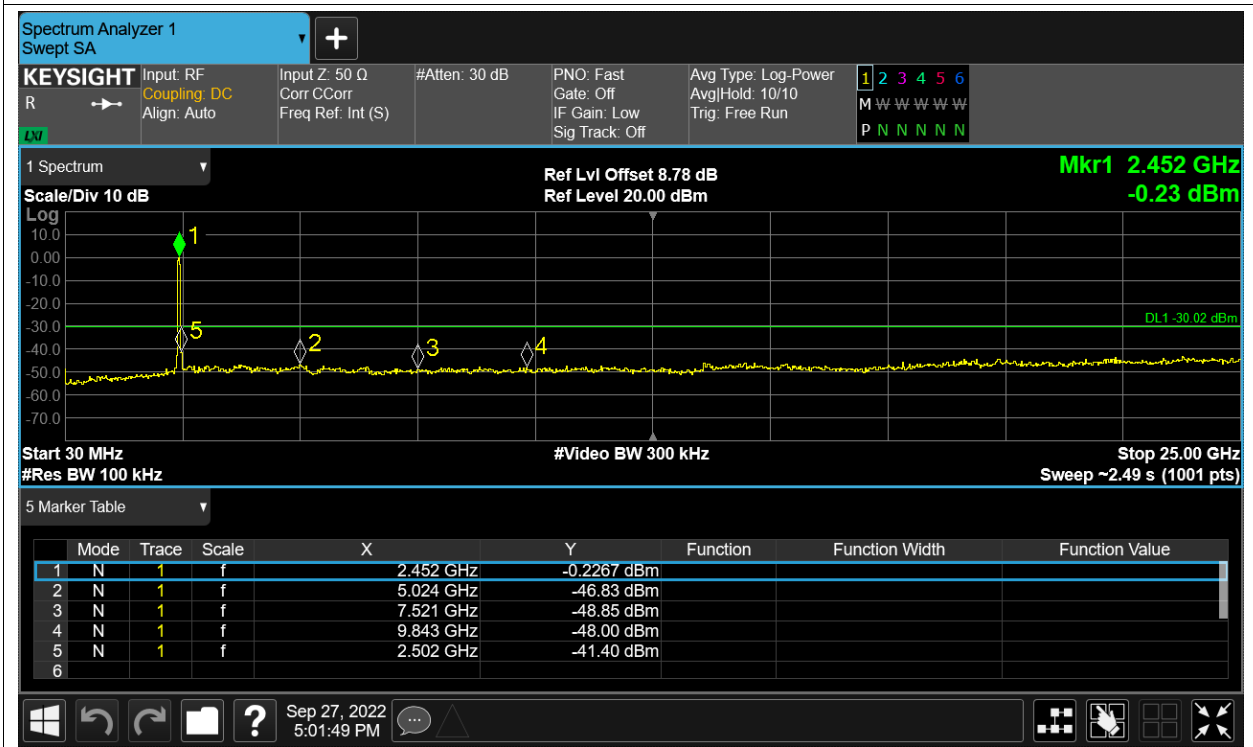 Spectrum Analyzer 1
Swept SA
+
KEYSIGHT Input: RF Input Z: 50 Ω #Atten: 30 dB PNO: Fast Avg Type: Log-Power 1 2 3 4 5 6
R Coupling: DC Corr CCorr Gate: Off Avg|Hold: 10/10 M W W W W W
Align: Auto Freq Ref: Int (S) IF Gain: Low Trig: Free Run
LXI Sig Track: Off P N N N N N
1 Spectrum Ref Lvl Offset 8.78 dB Mkr1 2.452 GHz
Scale/Div 10 dB Ref Level 20.00 dBm -0.23 dBm
Log
10.0 1
0.00
-10.0
-20.0
-30.0 5 DL1 -30.02 dBm
-40.0 2 3 4
-50.0
-60.0
-70.0
Start 30 MHz #Video BW 300 kHz Stop 25.00 GHz
#Res BW 100 kHz Sweep ~2.49 s (1001 pts)
5 Marker Table
Mode Trace Scale X Y Function Function Width Function Value
1 N 1 f 2.452 GHz -0.2267 dBm
2 N 1 f 5.024 GHz -46.83 dBm
3 N 1 f 7.521 GHz -48.85 dBm
4 N 1 f 9.843 GHz -48.00 dBm
5 N 1 f 2.502 GHz -41.40 dBm
6
? Sep 27, 2022
5:01:49 PM